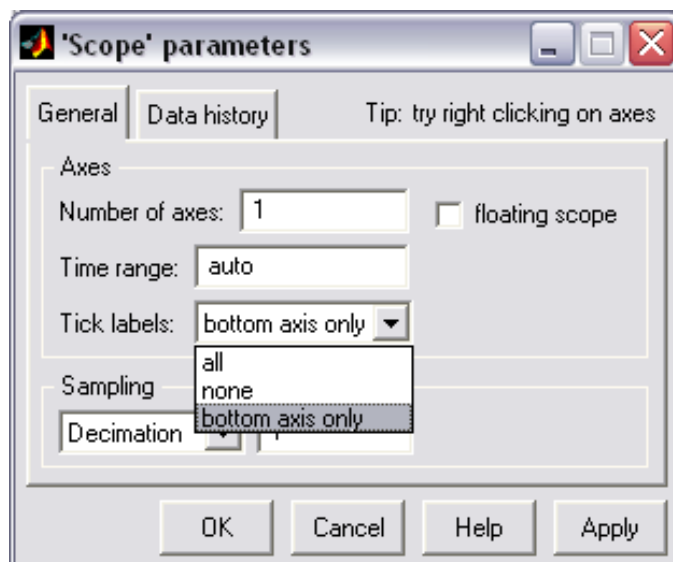 'Scope' parameters
General Data history Tip: try right clicking on axes
Axes
Number of axes: 1 floating scope
Time range: auto
Tick labels: bottom axis only
all
none
Sampling
bottom axis only
Decimation
OK Cancel Help Apply